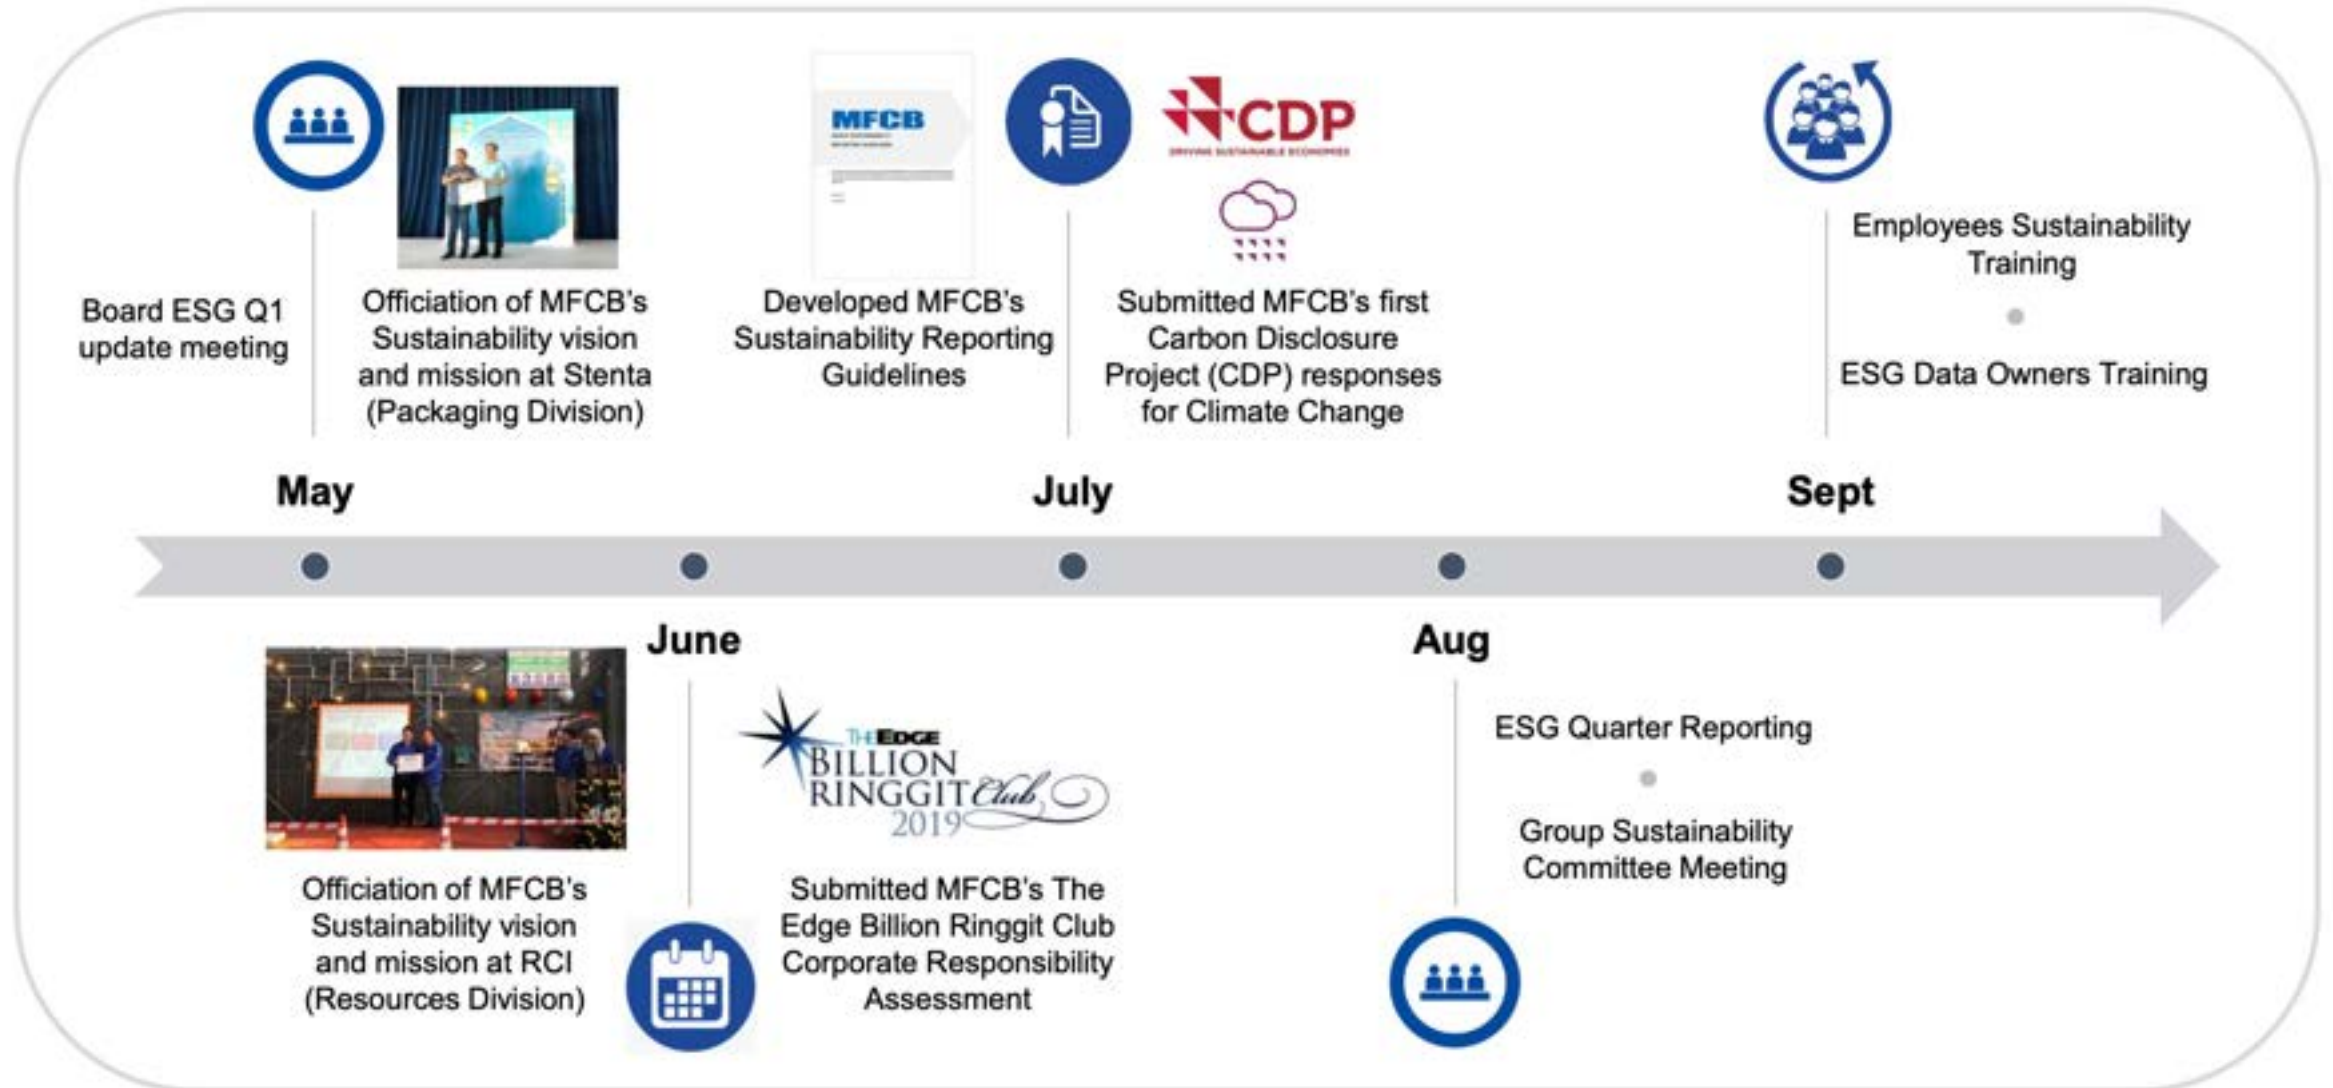 MFCB
CDP
DRIVING SUSTAINABLE ECONOMIES
Board ESG Q1
update meeting
Officiation of MFCB's
Sustainability vision
and mission at Stenta
(Packaging Division)
Developed MFCB's
Sustainability Reporting
Guidelines
Submitted MFCB's first
Carbon Disclosure
Project (CDP) responses
for Climate Change
Employees Sustainability
Training
ESG Data Owners Training
May
July
Sept
June
Aug
THE EDGE
BILLION
RINGGIT Club
2019
Officiation of MFCB's
Sustainability vision
and mission at RCI
(Resources Division)
Submitted MFCB's The
Edge Billion Ringgit Club
Corporate Responsibility
Assessment
ESG Quarter Reporting
Group Sustainability
Committee Meeting